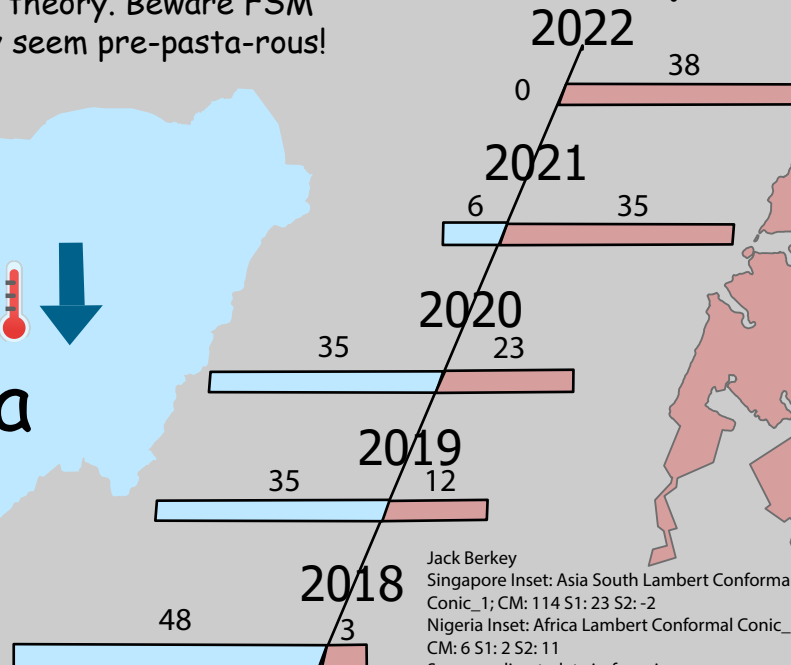 theory. Beware FSM
seem pre-pasta-rous!
2022
0
38
2021
6
35
2020
35
23
a
2019
35
12
2018
48
3
Jack Berkey
Singapore Inset: Asia South Lambert Conforma
Conic_1; CM: 114 S1: 23 S2: -2
Nigeria Inset: Africa Lambert Conformal Conic_
CM: 6 S1: 2 S2: 11